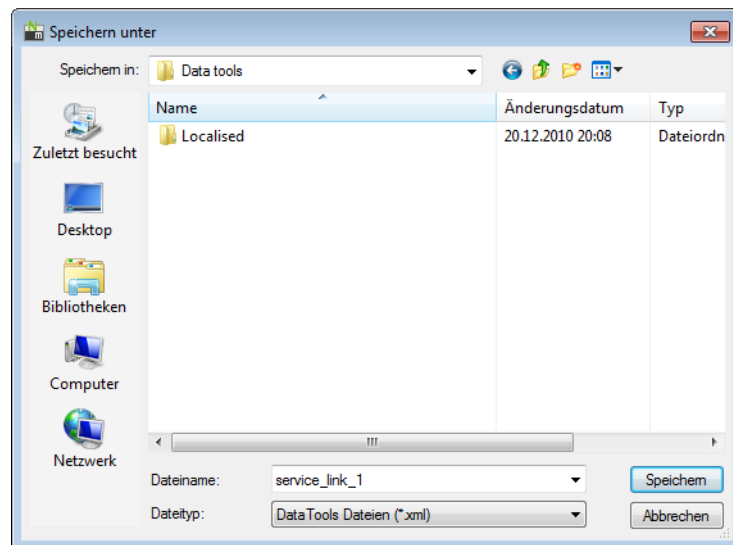 Speichern unter
Speichern in: Data tools
Name Änderungsdatum Typ
Localised 20.12.2010 20:08 Dateiordn
Zuletzt besucht
Desktop
Bibliotheken
Computer
Netzwerk
Dateiname: service_link_1 Speichern
Dateityp: DataTools Dateien (*.xml) Abbrechen